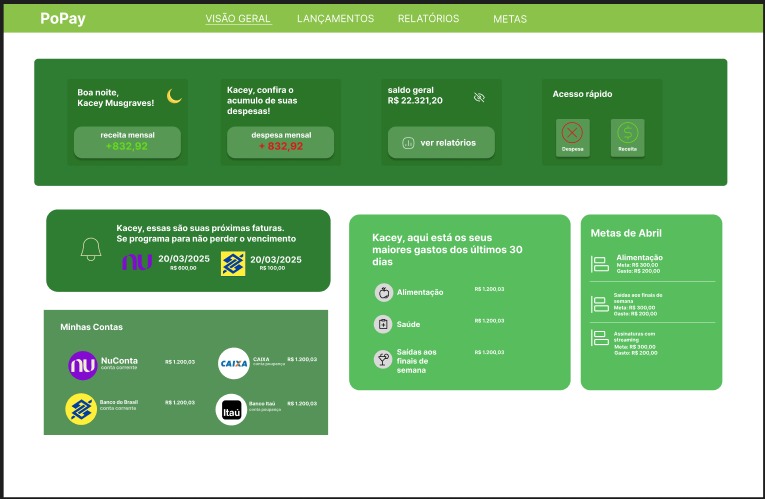 PoPay
VISÃO GERAL LANÇAMENTOS RELATÓRIOS METAS
Boa noite,
Kacey Musgraves!
receita mensal
+832,92
Kacey, confira o
acumulo de suas
despesas!
despesa mensal
+ 832,92
saldo geral
R$ 22.321,20
ver relatórios
Acesso rápido
Despesa
Receita
Kacey, essas são suas próximas faturas.
Se programa para não perder o vencimento
nu
20/03/2025
R$ 600,00
20/03/2025
R$ 100,00
Minhas Contas
nu
NuConta
conta corrente
R$ 1.200,03
CAIXA
CAIXA
conta poupança
R$ 1.200,03
Banco do Brasil
conta corrente
R$ 1.200,03
Itaú
Banco Itaú
conta poupança
R$ 1.200,03
Kacey, aqui está os seus
maiores gastos dos últimos 30
dias
Alimentação R$ 1.200,03
Saúde R$ 1.200,03
Saídas aos R$ 1.200,03
finais de
semana
Metas de Abril
Alimentação
Meta: R$ 300,00
Gasto: R$ 200,00
Saídas aos finais de
semana
Meta: R$ 300,00
Gasto: R$ 200,00
Assinaturas com
streaming
Meta: R$ 300,00
Gasto: R$ 200,00